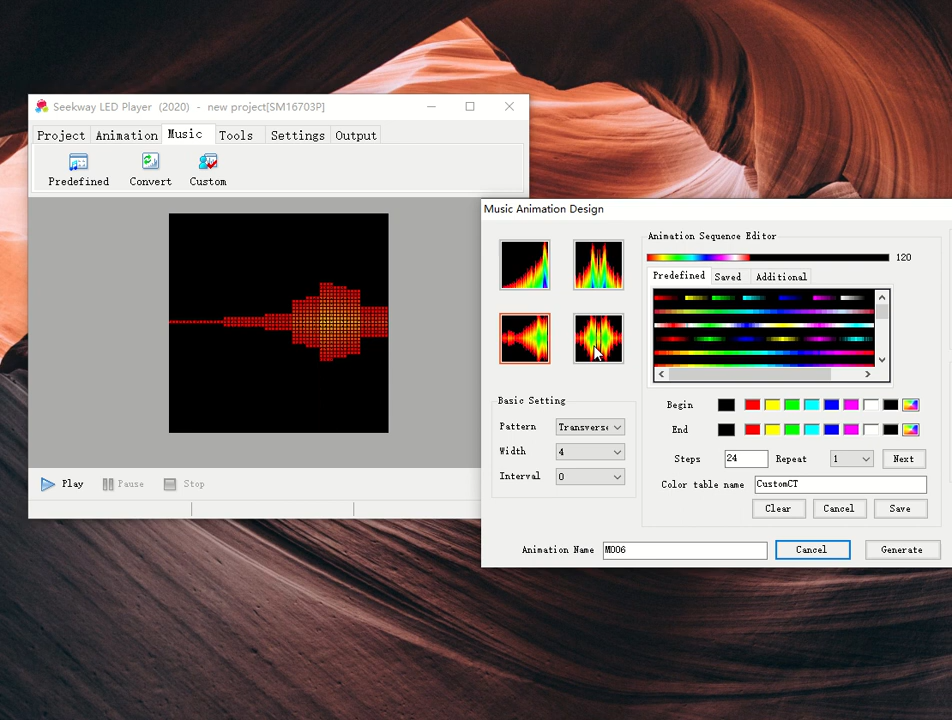 Seekway LED Player (2020) - new project[SM16703P]
Project Animation Music Tools Settings Output
Predefined Convert Custom
Play Pause Stop
Music Animation Design
Animation Sequence Editor
120
Predefined Saved Additional
Basic Setting
Pattern Transverse
Width 4
Interval 0
Begin
End
Steps 24 Repeat 1 Next
Color table name CustomCT
Clear Cancel Save
Animation Name M006 Cancel Generate